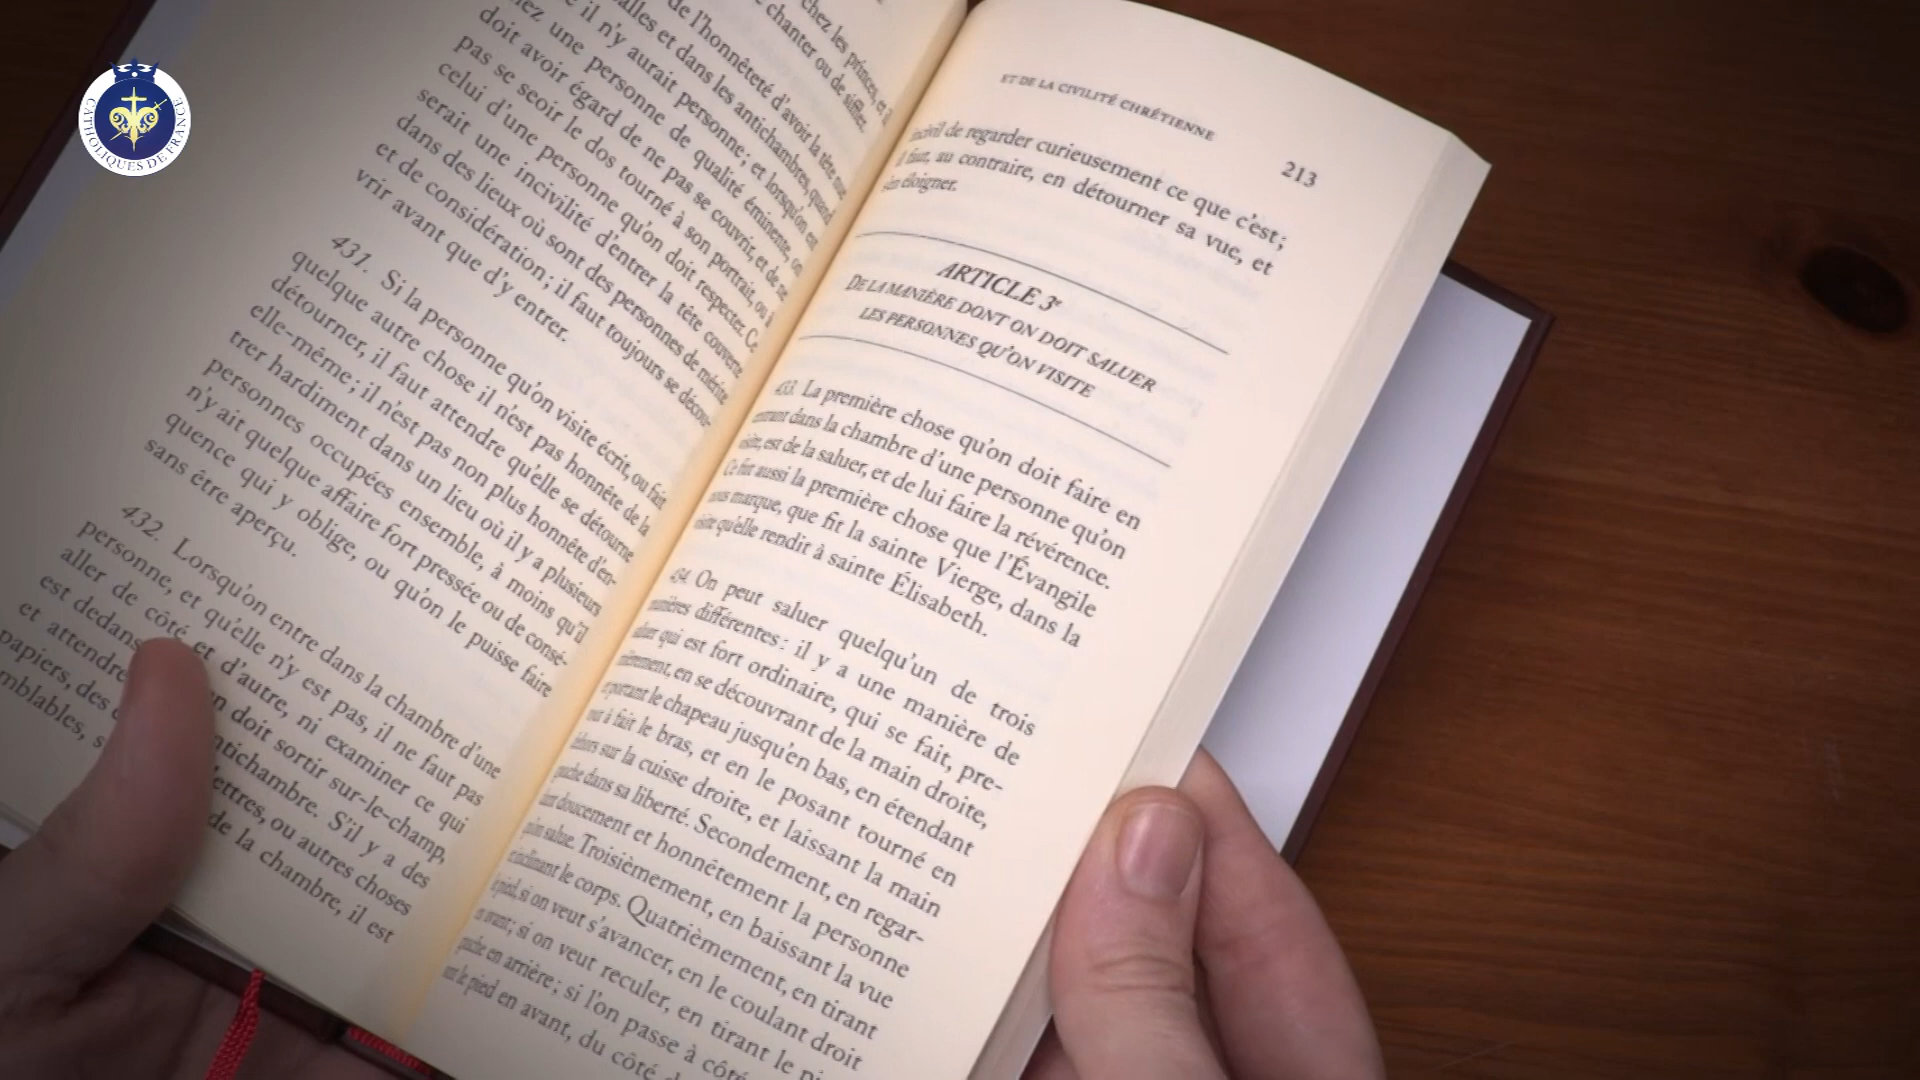 CATHOLIQUES DE FRANCE
chez les princes, et il
de chanter ou de siffler.
de l'honnêteté d'avoir la tête nue
salles et dans les antichambres, quand
il n'y aurait personne; et lorsqu'on est
chez une personne de qualité éminente, on
doit avoir égard de ne pas se couvrir, et de ne
pas se seoir le dos tourné à son portrait, ou à
celui d'une personne qu'on doit respecter. Ce
serait une incivilité d'entrer la tête couverte
dans des lieux où sont des personnes de mérite
et de considération; il faut toujours se décou-
vrir avant que d'y entrer.
431. Si la personne qu'on visite écrit, ou fait
quelque autre chose il n'est pas honnête de la
détourner, il faut attendre qu'elle se détourne
elle-même; il n'est pas non plus honnête d'en-
trer hardiment dans un lieu où il y a plusieurs
personnes occupées ensemble, à moins qu'il
n'y ait quelque affaire fort pressée ou de consé-
quence qui y oblige, ou qu'on le puisse faire
sans être aperçu.
432. Lorsqu'on entre dans la chambre d'une
personne, et qu'elle n'y est pas, il ne faut pas
aller de côté et d'autre, ni examiner ce qui
est dedans doit sortir sur-le-champ,
et attendre antichambre. S'il y a des
papiers, des lettres, ou autres choses
de la chambre, il est
ET DE LA CIVILITÉ CHRÉTIENNE
213
incivil de regarder curieusement ce que c'est;
il faut, au contraire, en détourner sa vue, et
s'en éloigner.
ARTICLE 3e
DE LA MANIÈRE DONT ON DOIT SALUER
LES PERSONNES QU'ON VISITE
433. La première chose qu'on doit faire en
entrant dans la chambre d'une personne qu'on
visite, est de la saluer, et de lui faire la révérence.
Ce fut aussi la première chose que l'Évangile
nous marque, que fit la sainte Vierge, dans la
visite qu'elle rendit à sainte Élisabeth.
434. On peut saluer quelqu'un de trois
manières différentes : il y a une manière de
saluer qui est fort ordinaire, qui se fait, pre-
mièrement, en se découvrant de la main droite,
et portant le chapeau jusqu'en bas, en étendant
tout à fait le bras, et en le posant tourné en
dehors sur la cuisse droite, et laissant la main
gauche dans sa liberté. Secondement, en regar-
dant doucement et honnêtement la personne
qu'on salue. Troisièmement, en baissant la vue
et inclinant le corps. Quatrièmement, en tirant
le pied, si on veut s'avancer, en le coulant droit
en avant; si on veut reculer, en tirant le
gauche en arrière; si l'on passe à côté
le pied en avant, du côté